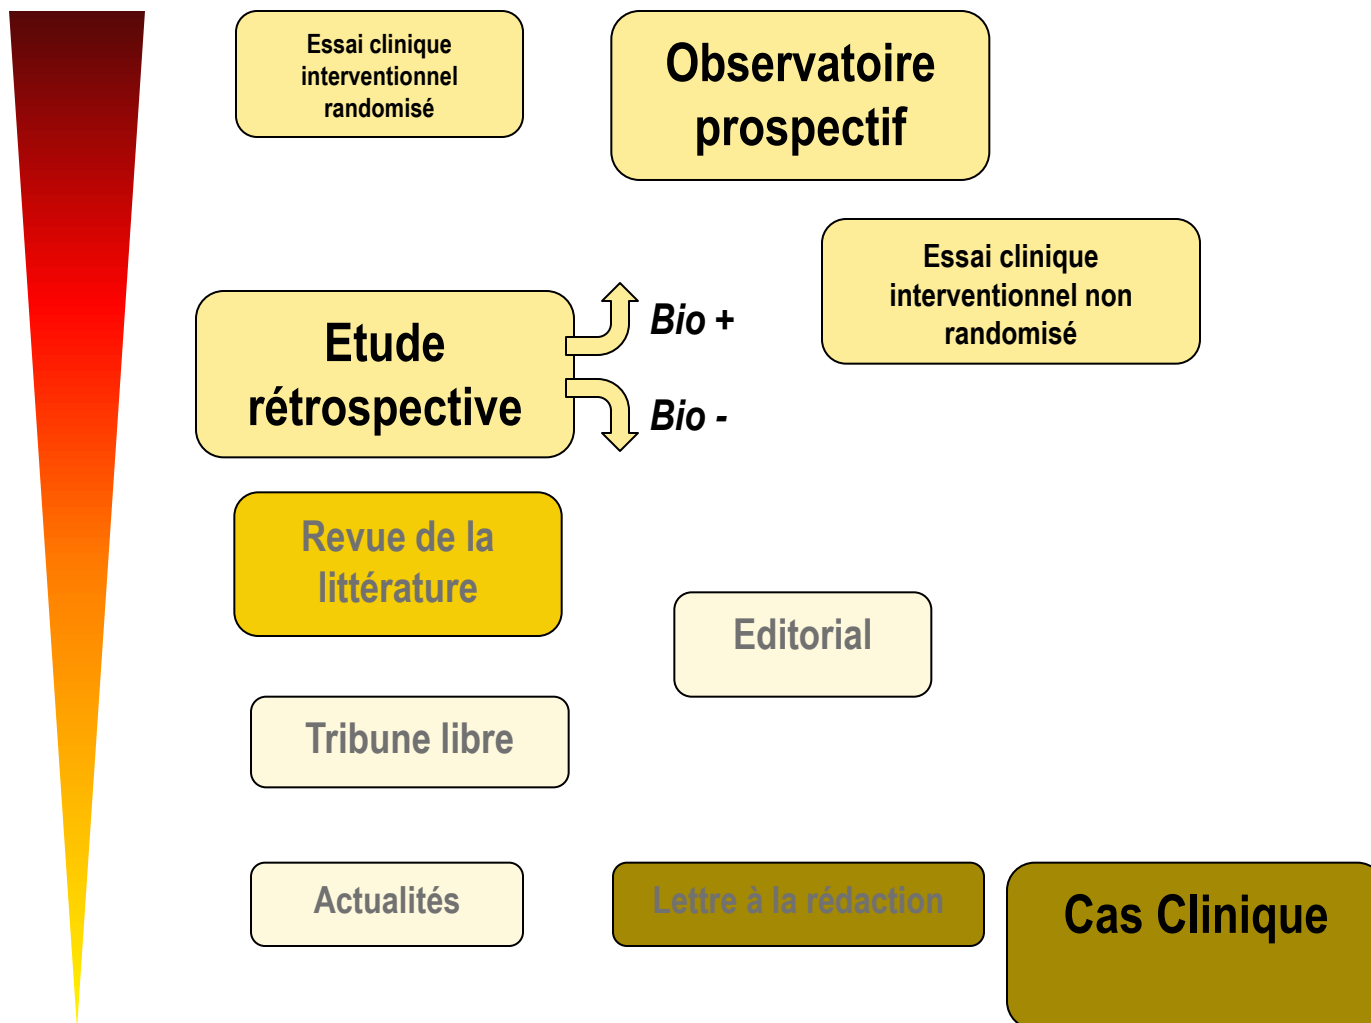 Essai clinique
interventionnel
randomisé
Observatoire
prospectif
Essai clinique
interventionnel non
randomisé
Etude
rétrospective
Bio +
Bio -
Revue de la
littérature
Editorial
Tribune libre
Actualités
Lettre à la rédaction
Cas Clinique